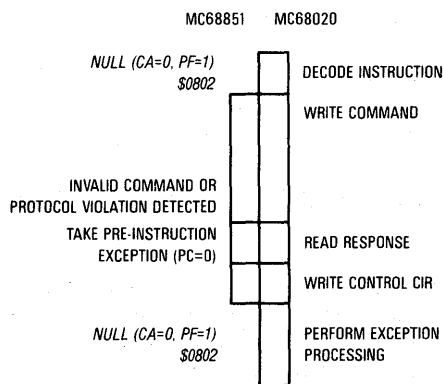 MC68851 MC68020
NULL (CA=0, PF=1)
$0802
DECODE INSTRUCTION
WRITE COMMAND
INVALID COMMAND OR
PROTOCOL VIOLATION DETECTED
TAKE PRE-INSTRUCTION
EXCEPTION (PC=0)
READ RESPONSE
WRITE CONTROL CIR
NULL (CA=0, PF=1)
$0802
PERFORM EXCEPTION
PROCESSING